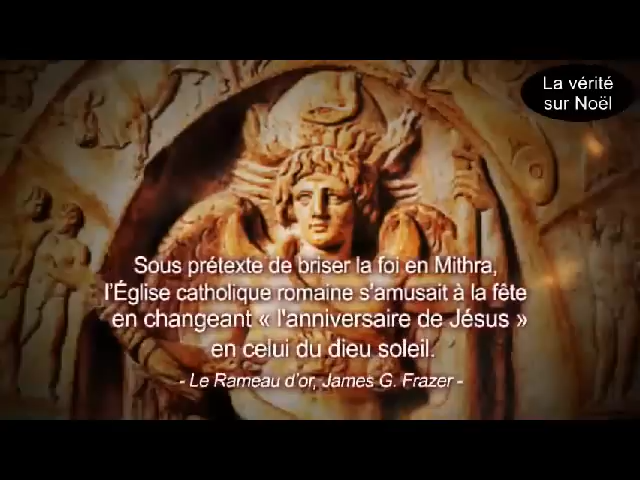 La vérité
sur Noël
Sous prétexte de briser la foi en Mithra,
l'Église catholique romaine s'amusait à la fête
en changeant « l'anniversaire de Jésus »
en celui du dieu soleil.
- Le Rameau d'or, James G. Frazer -